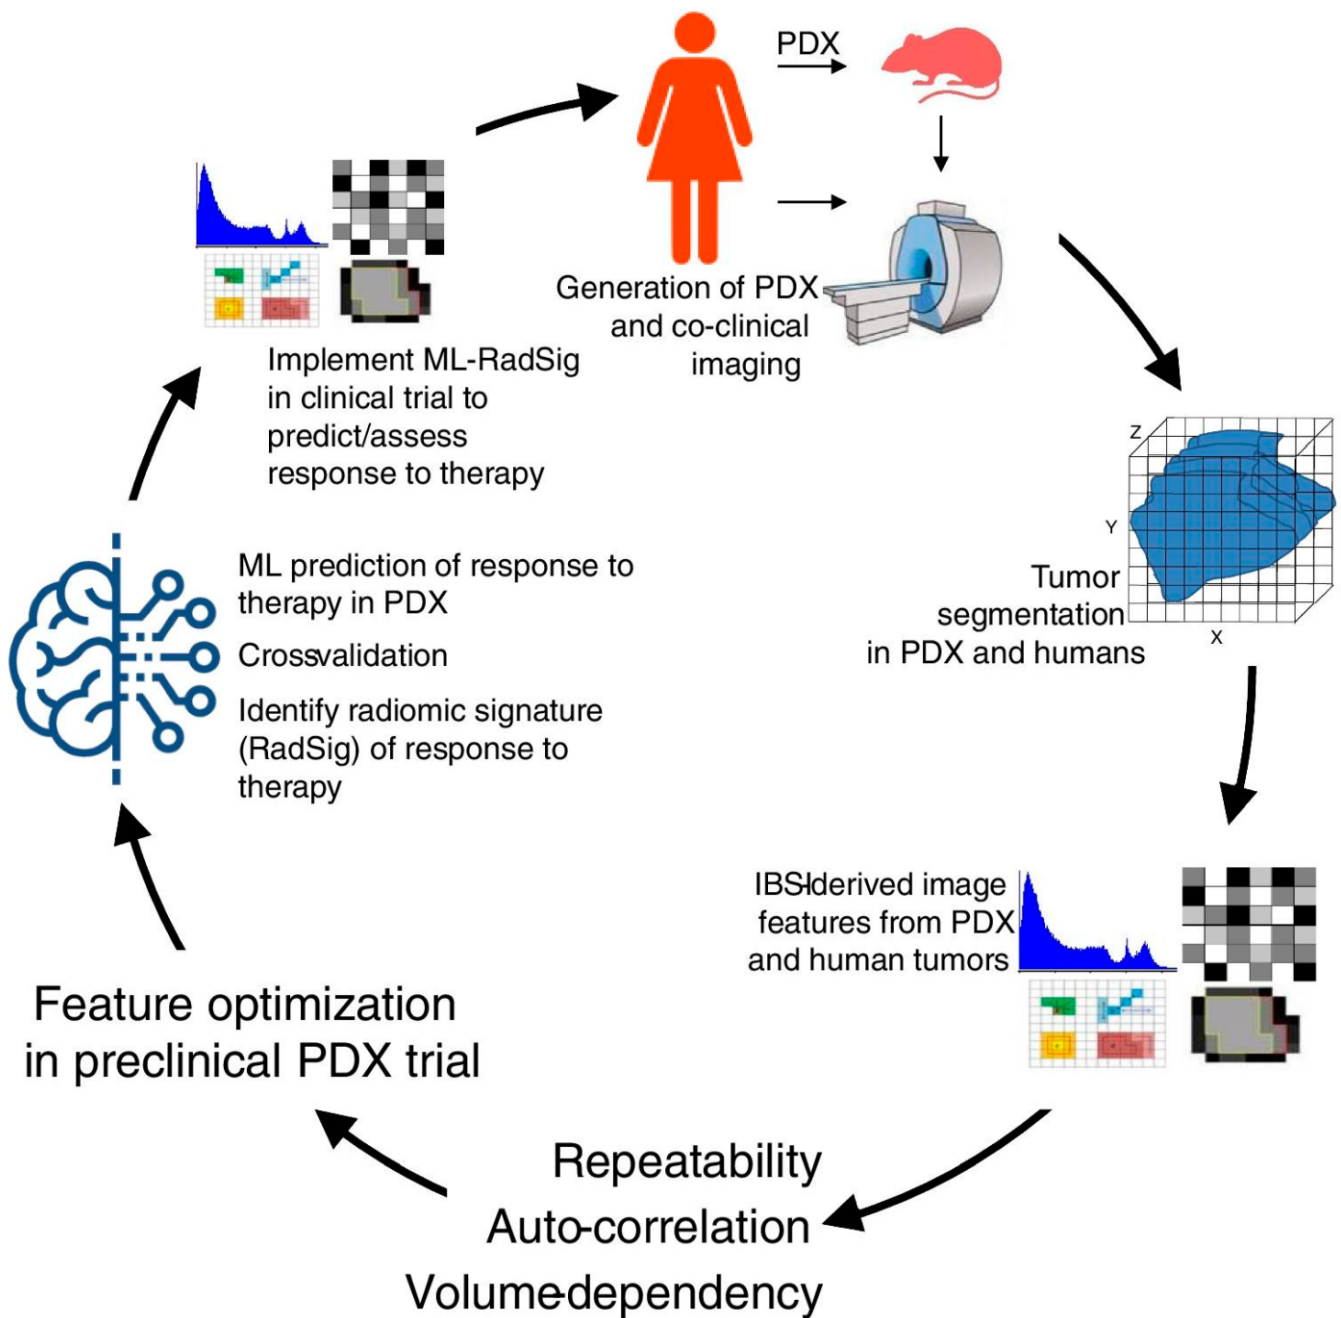 PDX
Generation of PDX
and co-clinical
imaging
Z
Y
X
Tumor
segmentation
in PDX and humans
IBSI-derived image
features from PDX
and human tumors
Repeatability
Auto-correlation
Volume-dependency
Feature optimization
in preclinical PDX trial
ML prediction of response to
therapy in PDX
Crossvalidation
Identify radiomic signature
(RadSig) of response to
therapy
Implement ML-RadSig
in clinical trial to
predict/assess
response to therapy